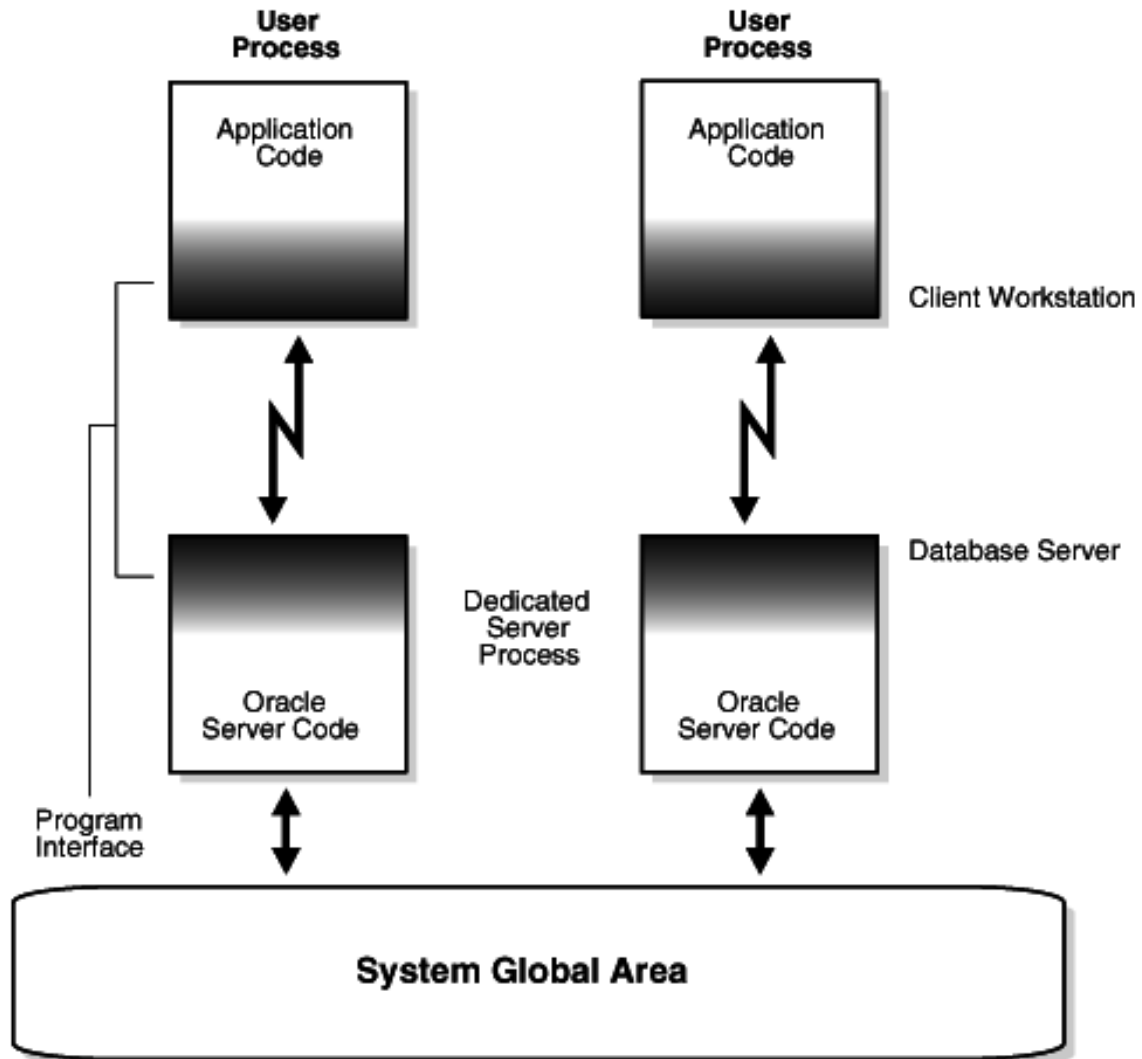 User
Process
User
Process
Application
Code
Application
Code
Client Workstation
Database Server
Dedicated
Server
Process
Oracle
Server Code
Oracle
Server Code
Program
Interface
System Global Area